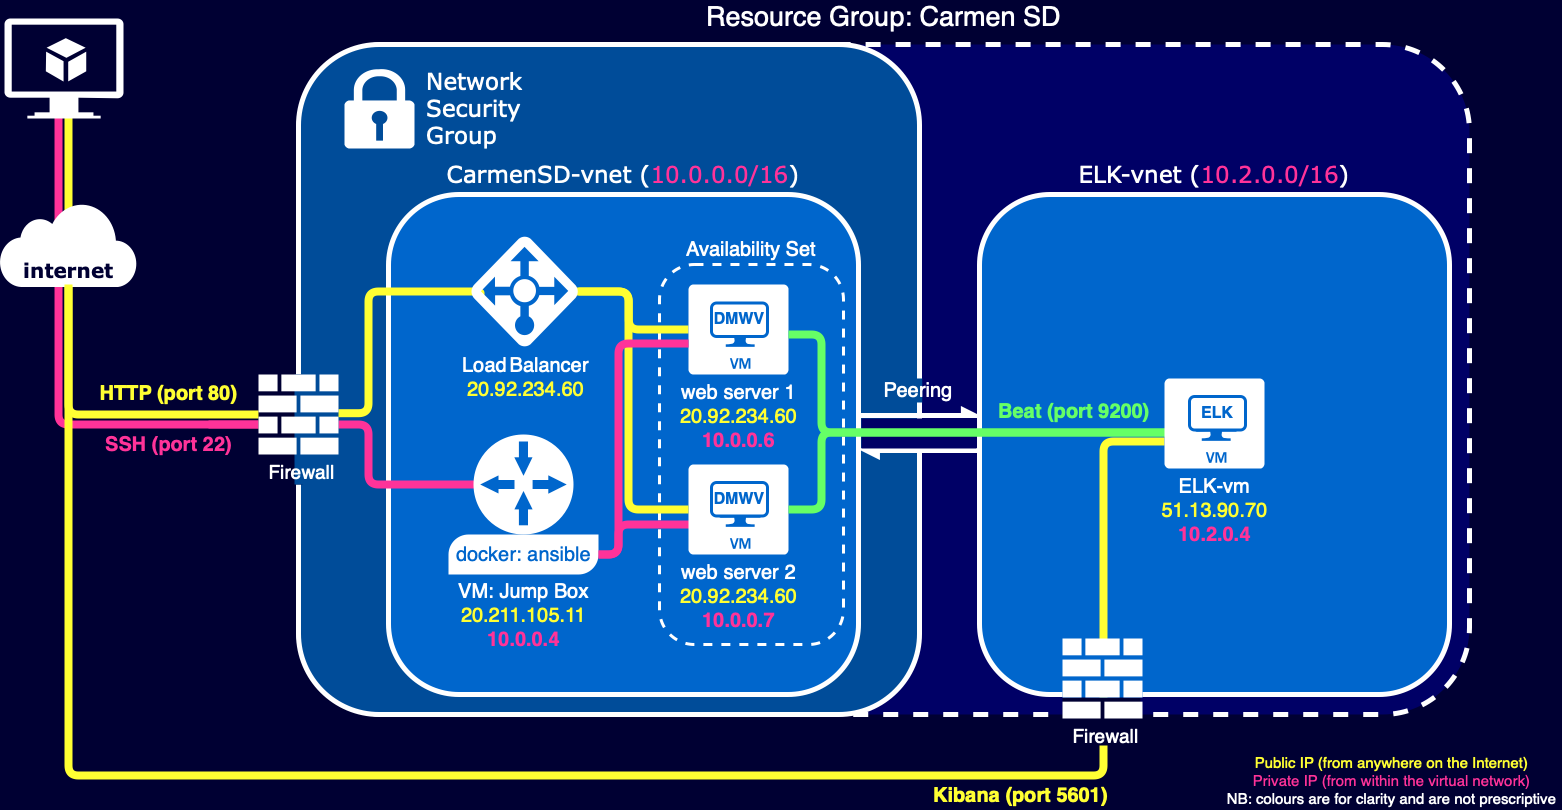 Resource Group: Carmen SD
Network
Security
Group
CarmenSD-vnet (10.0.0.0/16)
ELK-vnet (10.2.0.0/16)
internet
Availability Set
DMWV
VM
Load Balancer
20.92.234.60
web server 1
20.92.234.60
10.0.0.6
HTTP (port 80)
SSH (port 22)
Firewall
Peering
Beat (port 9200)
ELK
VM
ELK-vm
51.13.90.70
10.2.0.4
DMWV
VM
docker: ansible
VM: Jump Box
20.211.105.11
10.0.0.4
web server 2
20.92.234.60
10.0.0.7
Firewall
Kibana (port 5601)
Public IP (from anywhere on the Internet)
Private IP (from within the virtual network)
NB: colours are for clarity and are not prescriptive